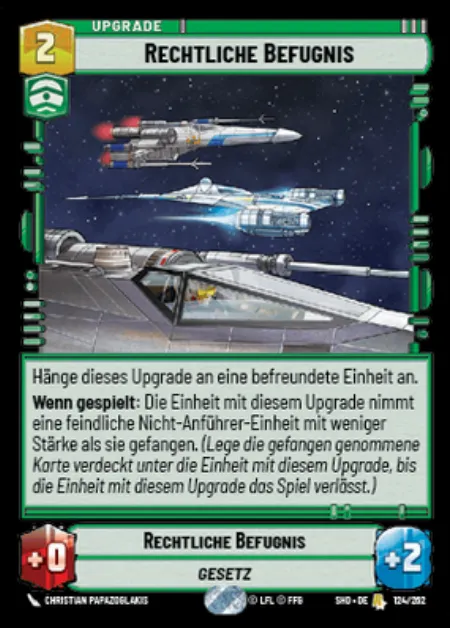 UPGRADE
2
RECHTLICHE BEFUGNIS
Hänge dieses Upgrade an eine befreundete Einheit an.
Wenn gespielt: Die Einheit mit diesem Upgrade nimmt
eine feindliche Nicht-Anführer-Einheit mit weniger
Stärke als sie gefangen. (Lege die gefangen genommene
Karte verdeckt unter die Einheit mit diesem Upgrade, bis
die Einheit mit diesem Upgrade das Spiel verlässt.)
+0
RECHTLICHE BEFUGNIS
+2
GESETZ
CHRISTIAN PAPAZOGLAKIS
© LFL © FFG
SHD • DE
124/262